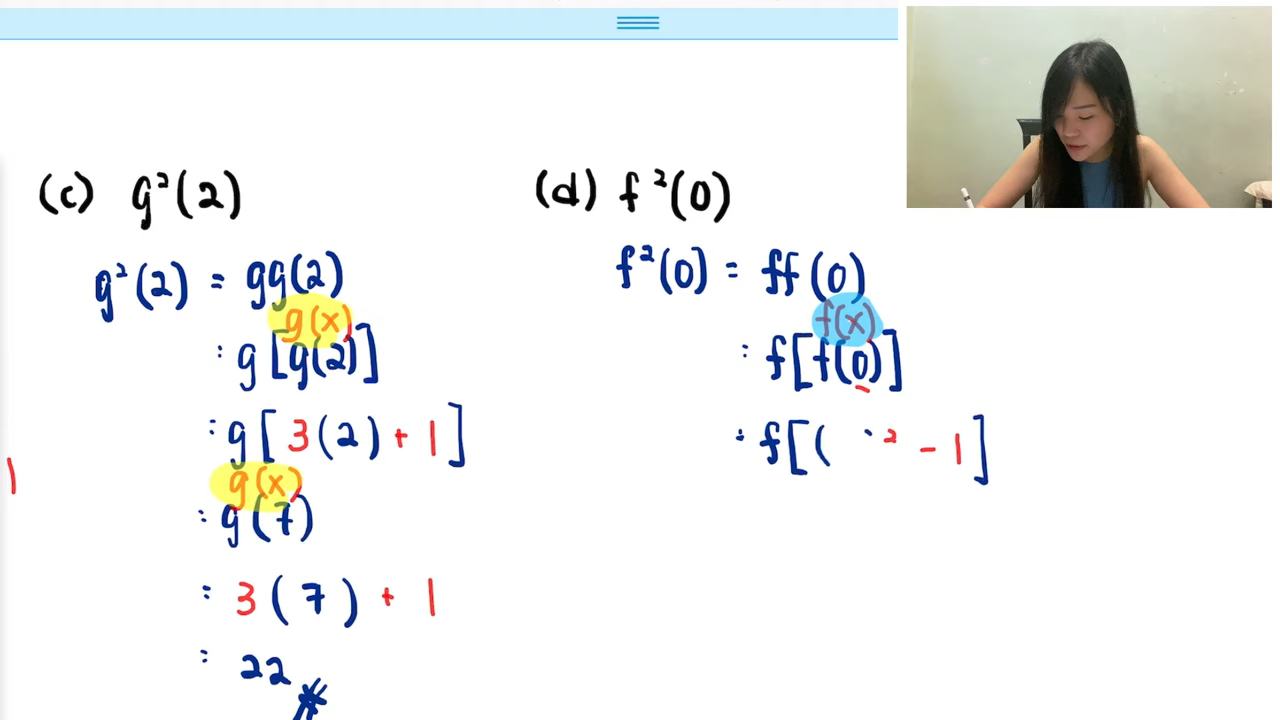 (c) g²(2)
g²(2) = gg(2)
g(x)
= g[g(2)]
= g[3(2) + 1]
g(x)
= g(7)
= 3(7) + 1
= 22
(d) f²(0)
f²(0) = ff(0)
f(x)
= f[f(0)]
= f[( ² - 1]
1